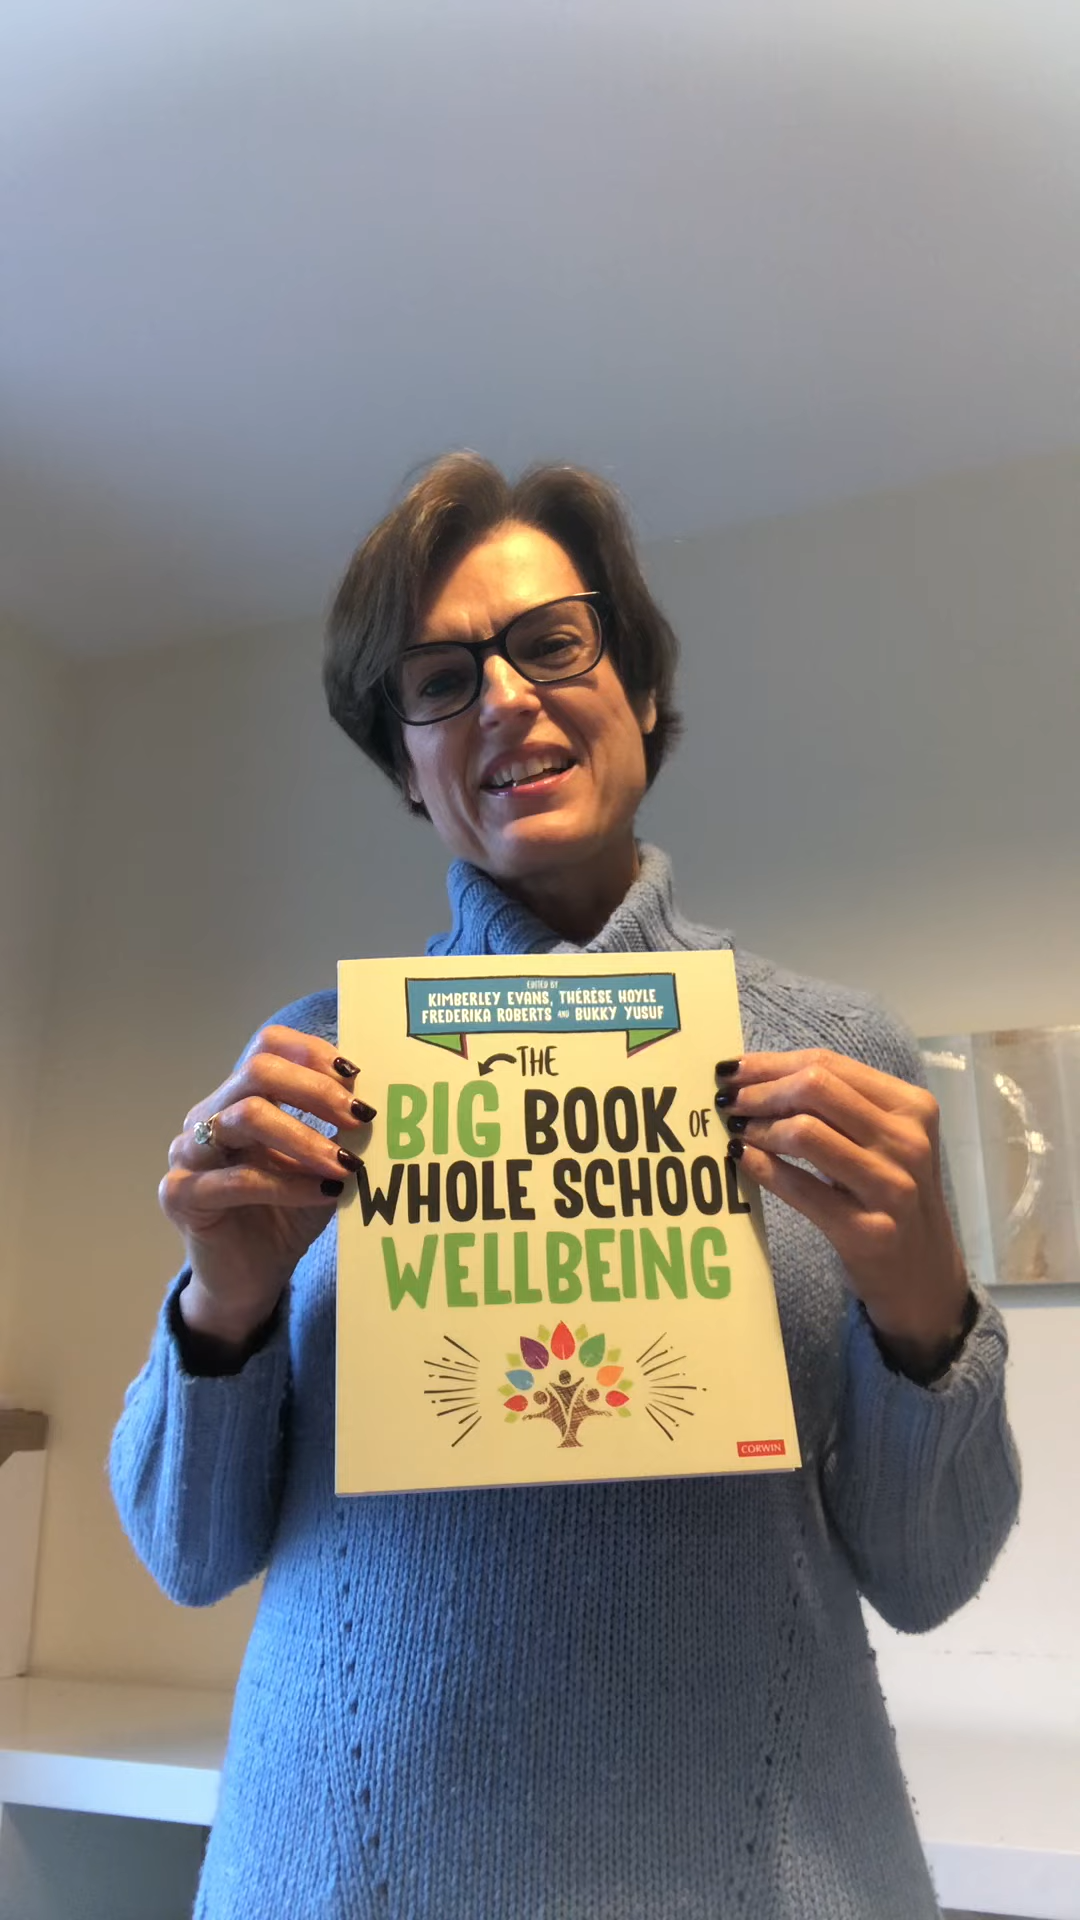 EDITED BY
KIMBERLEY EVANS, THÉRÈSE HOYLE
FREDERIKA ROBERTS AND BUKKY YUSUF
THE
BIG BOOK OF
WHOLE SCHOOL
WELLBEING
CORWIN